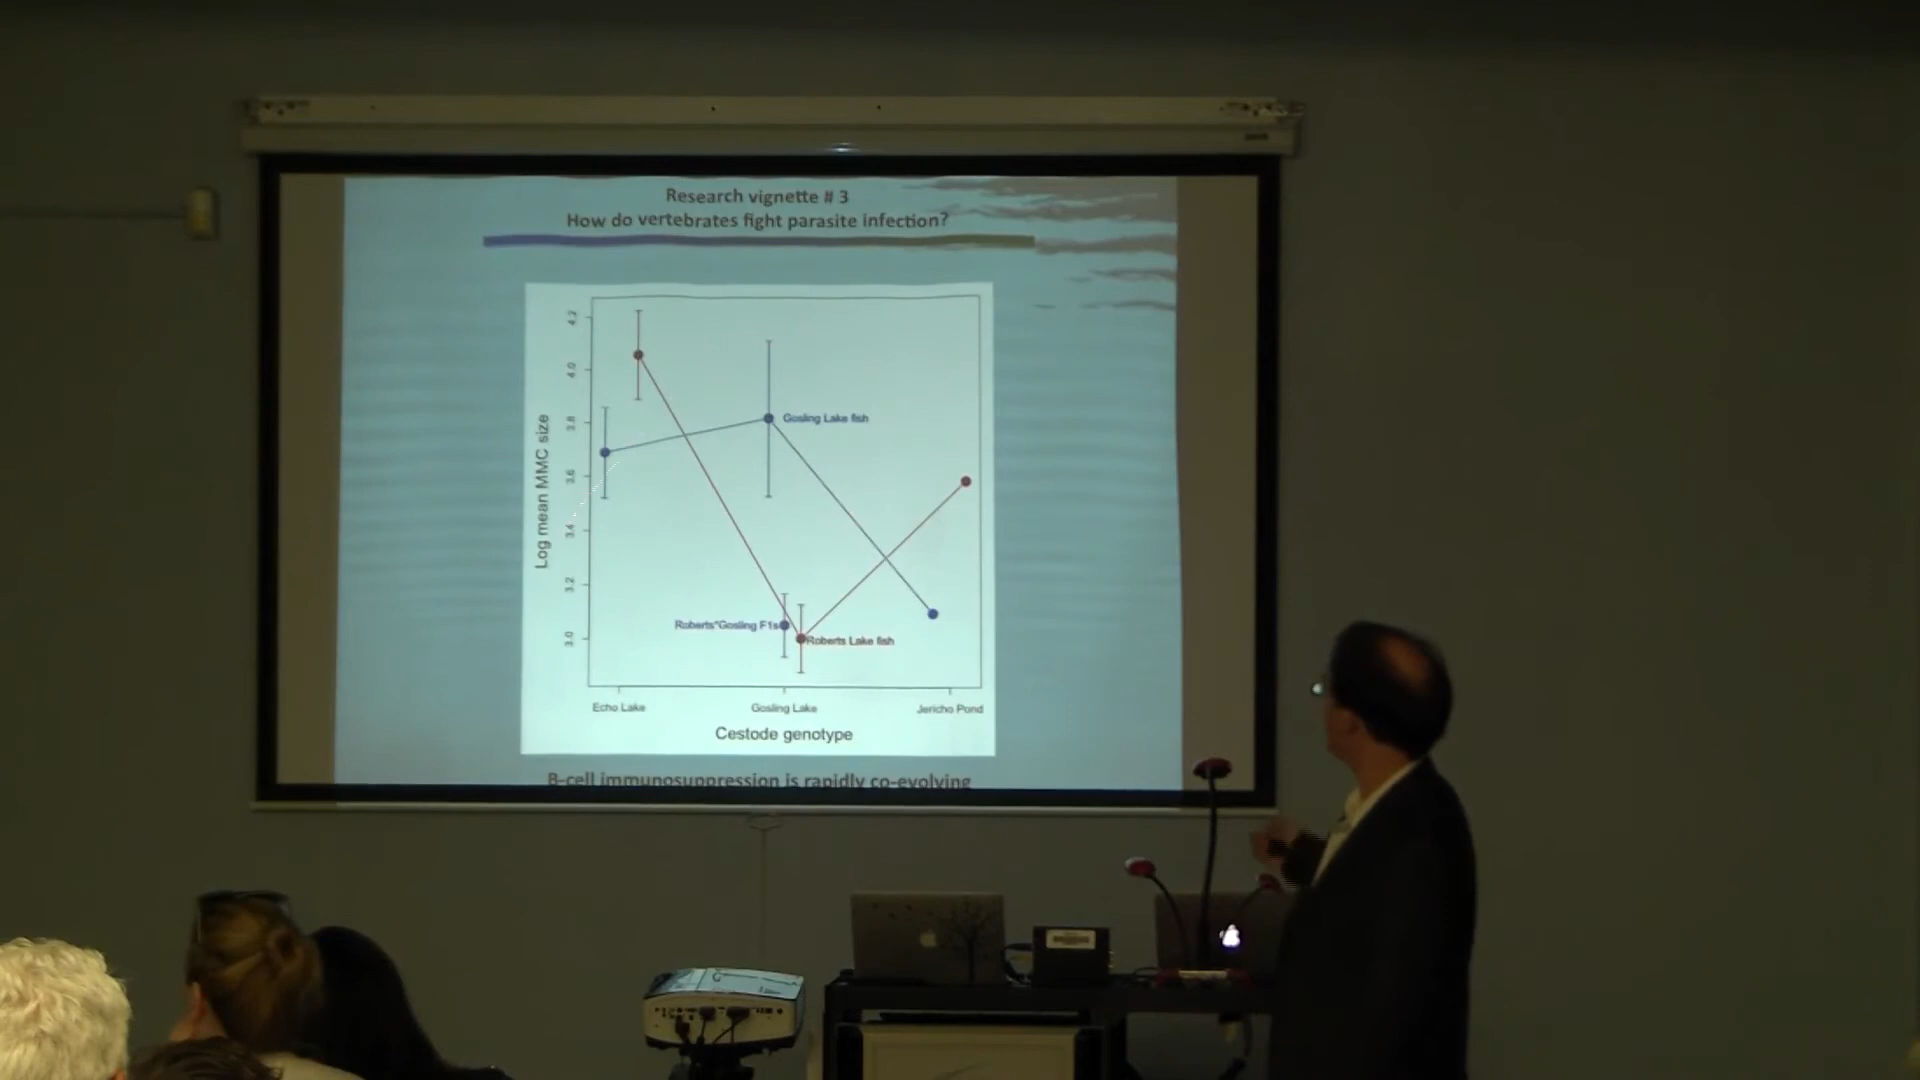 Research vignette # 3
How do vertebrates fight parasite infection?
4.2
4.0
3.8
3.6
3.4
3.2
3.0
Log mean MMC size
Gosling Lake fish
Roberts*Gosling F1s
Roberts Lake fish
Echo Lake
Gosling Lake
Jericho Pond
Cestode genotype
B-cell immunosuppression is rapidly co-evolving